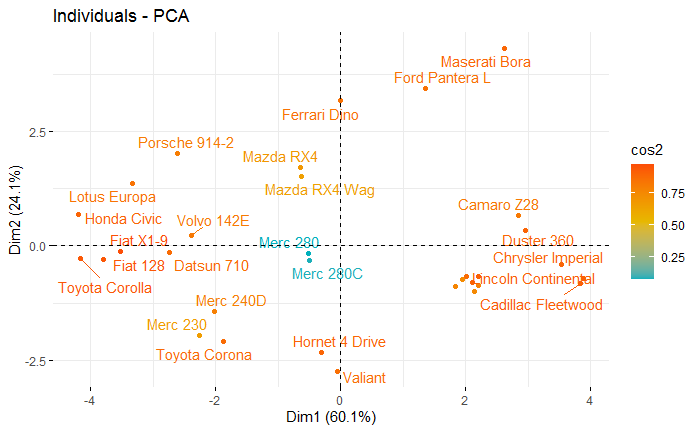 Individuals - PCA
Maserati Bora
Ford Pantera L
Ferrari Dino
2.5
Porsche 914-2
Mazda RX4
cos2
Mazda RX4 Wag
0.75
Lotus Europa
Camaro Z28
Honda Civic
Volvo 142E
0.50
Fiat X1-9
Merc 280
Duster 360
0.0
Chrysler Imperial
0.25
Fiat 128
Datsun 710
Merc 280C
Lincoln Continental
Toyota Corolla
Merc 240D
Cadillac Fleetwood
Merc 230
Hornet 4 Drive
Toyota Corona
-2.5
Valiant
-4
-2
0
2
4
Dim1 (60.1%)
Dim2 (24.1%)